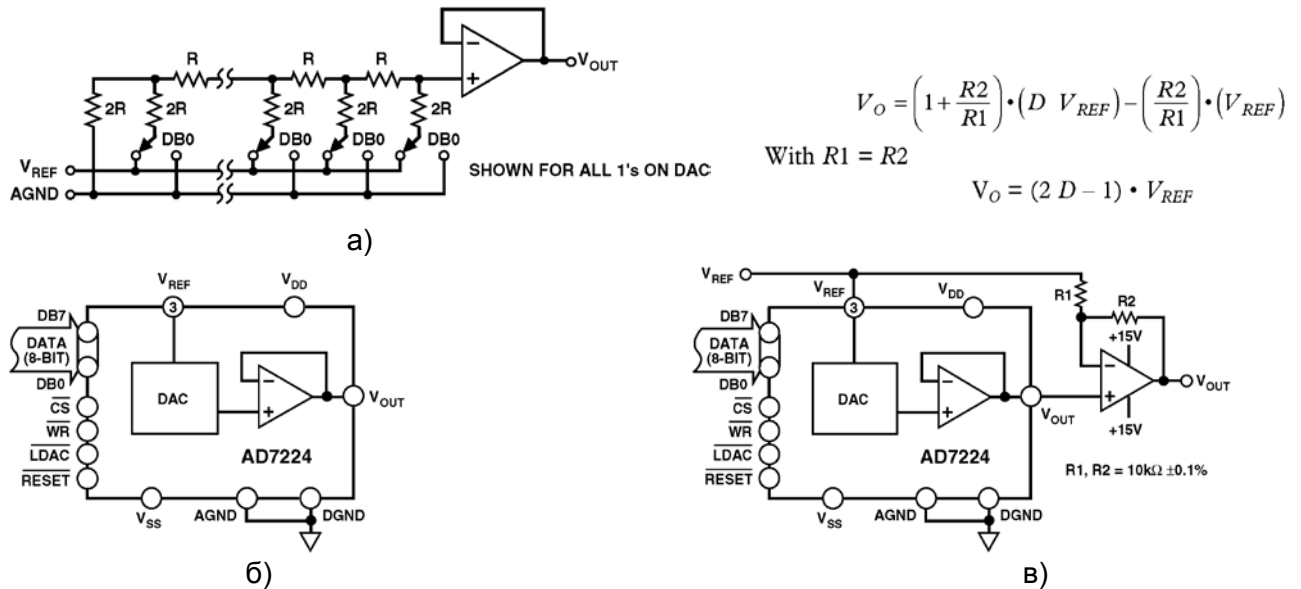 R R R
2R 2R 2R 2R 2R
DB0 DB0 DB0 DB0
V_REF
AGND
V_OUT
SHOWN FOR ALL 1's ON DAC
а)
V_O = (1 + R2/R1) • (D V_REF) − (R2/R1) • (V_REF)
With R1 = R2
V_O = (2 D − 1) • V_REF
V_REF V_DD
3
DB7
DATA
(8-BIT)
DB0
CS
WR
LDAC
RESET
DAC
−
+
V_OUT
AD7224
V_SS
AGND DGND
б)
V_REF
V_REF V_DD
3
R1 R2
DB7
DATA
(8-BIT)
DB0
CS
WR
LDAC
RESET
DAC
−
+
V_OUT
+15V
−
+
+15V
V_OUT
AD7224
R1, R2 = 10kΩ ±0.1%
V_SS
AGND DGND
в)